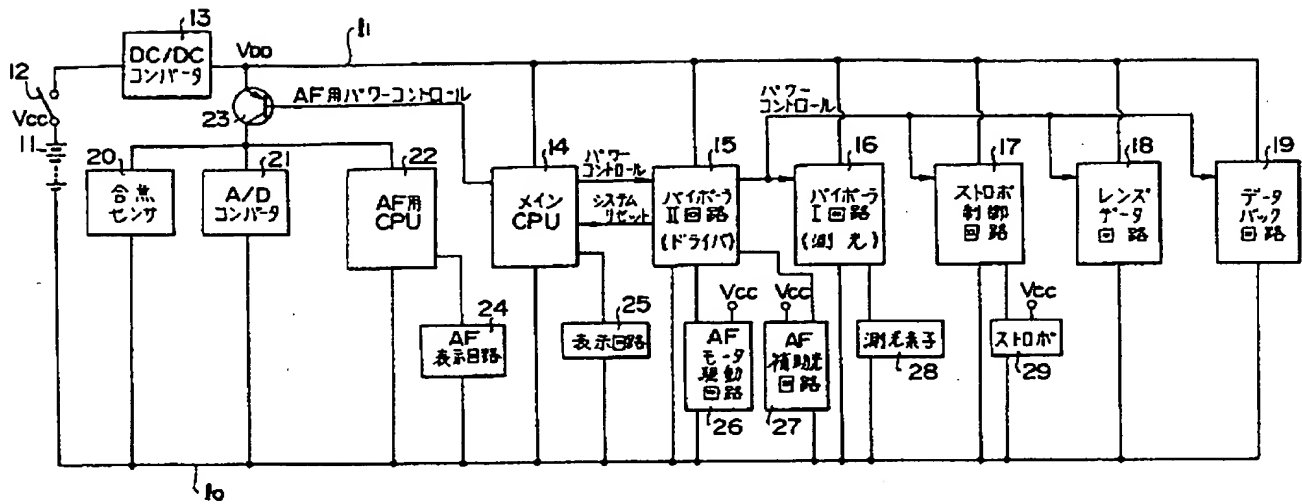 13
DC/DC
コンバータ
VDD
l1
12
Vcc
11
23
AF用パワーコントロール
パワー
コントロール
20
合点
センサ
21
A/D
コンバータ
22
AF用
CPU
14
メイン
CPU
パワー
コントロール
システム
リセット
15
バイポーラ
II回路
(ドライバ)
16
バイポーラ
I回路
(測光)
17
ストロボ
制御
回路
18
レンズ
データ
回路
19
データ
バック
回路
24
AF
表示回路
25
表示回路
Vcc
AF
モータ
駆動
回路
26
Vcc
AF
補助光
回路
27
測光素子
28
Vcc
ストロボ
29
l0